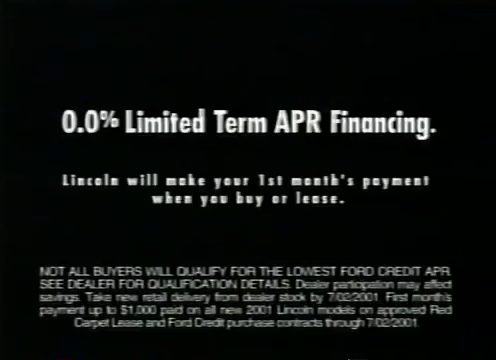 0.0% Limited Term APR Financing.
Lincoln will make your 1st month's payment
when you buy or lease.
NOT ALL BUYERS WILL QUALIFY FOR THE LOWEST FORD CREDIT APR.
SEE DEALER FOR QUALIFICATION DETAILS. Dealer participation may affect
savings. Take new retail delivery from dealer stock by 7/02/2001. First month's
payment up to $1,000 paid on all new 2001 Lincoln models on approved Red
Carpet Lease and Ford Credit purchase contracts through 7/02/2001.